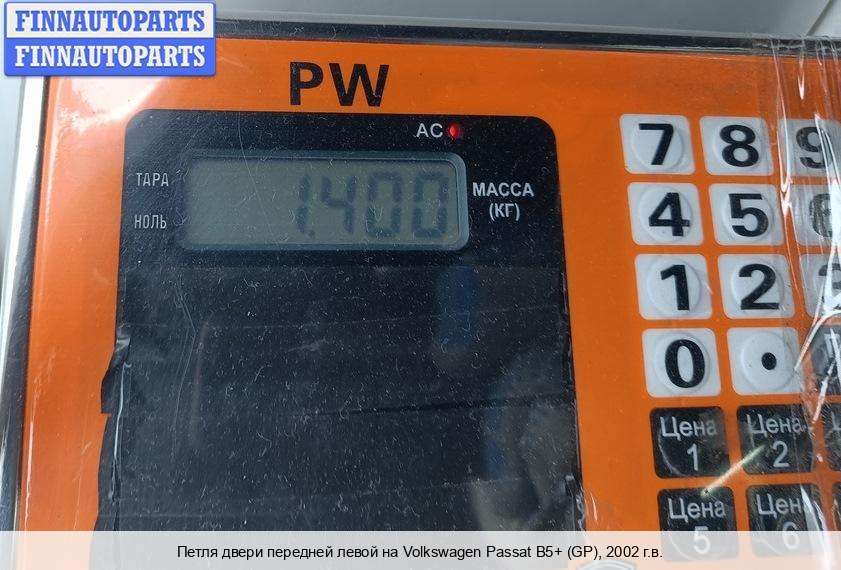 FINNAUTOPARTS
FINNAUTOPARTS
PW
AC
ТАРА
НОЛЬ
1.400
МАССА
(КГ)
7 8 9
4 5
1 2
0 .
Цена 1
Цена 2
Цена 5
Цена 6
Петля двери передней левой на Volkswagen Passat B5+ (GP), 2002 г.в.